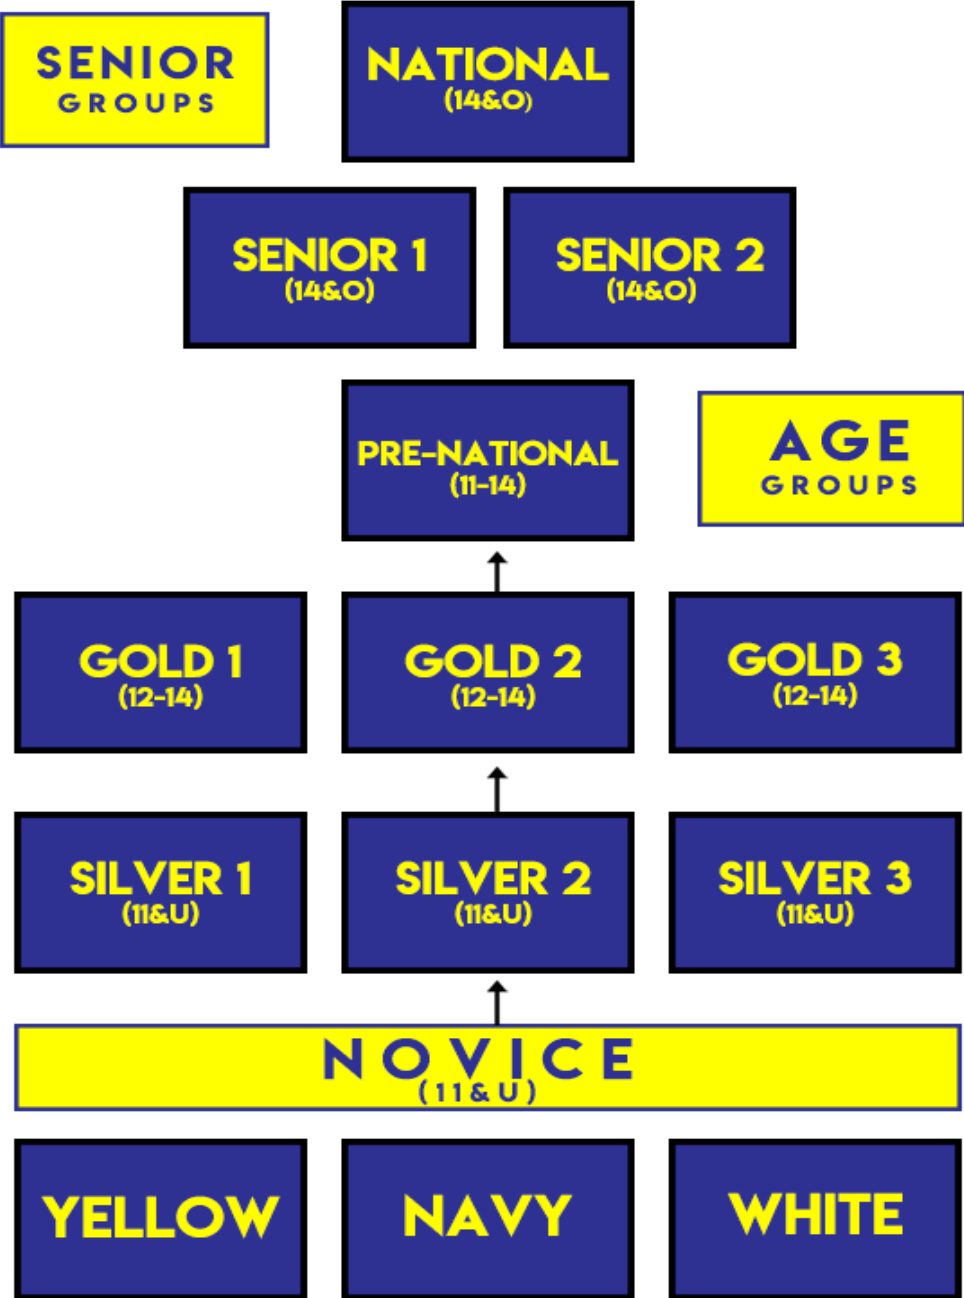 SENIOR
GROUPS
NATIONAL
(14&O)
SENIOR 1
(14&O)
SENIOR 2
(14&O)
PRE-NATIONAL
(11-14)
AGE
GROUPS
GOLD 1
(12-14)
GOLD 2
(12-14)
GOLD 3
(12-14)
SILVER 1
(11&U)
SILVER 2
(11&U)
SILVER 3
(11&U)
NOVICE
(11&U)
YELLOW
NAVY
WHITE